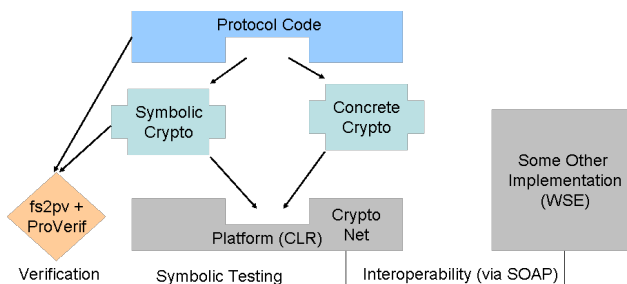 Protocol Code
Symbolic
Crypto
Concrete
Crypto
Some Other
Implementation
(WSE)
fs2pv +
ProVerif
Crypto
Net
Platform (CLR)
Verification
Symbolic Testing
Interoperability (via SOAP)